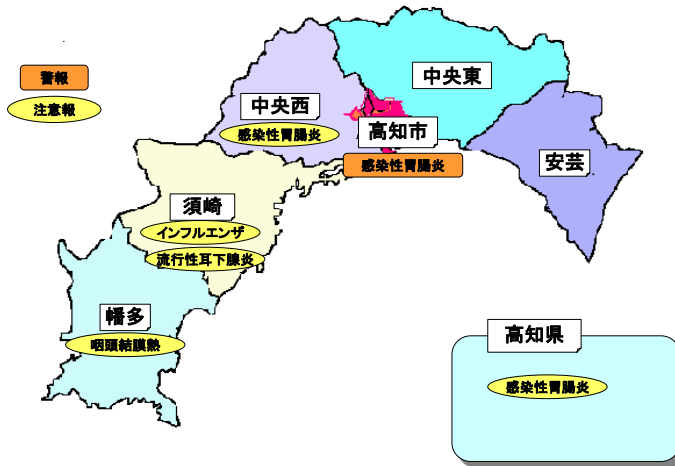 警報
注意報
中央東
中央西
感染性胃腸炎
高知市
感染性胃腸炎
安芸
須崎
インフルエンザ
流行性耳下腺炎
幡多
咽頭結膜熱
高知県
感染性胃腸炎